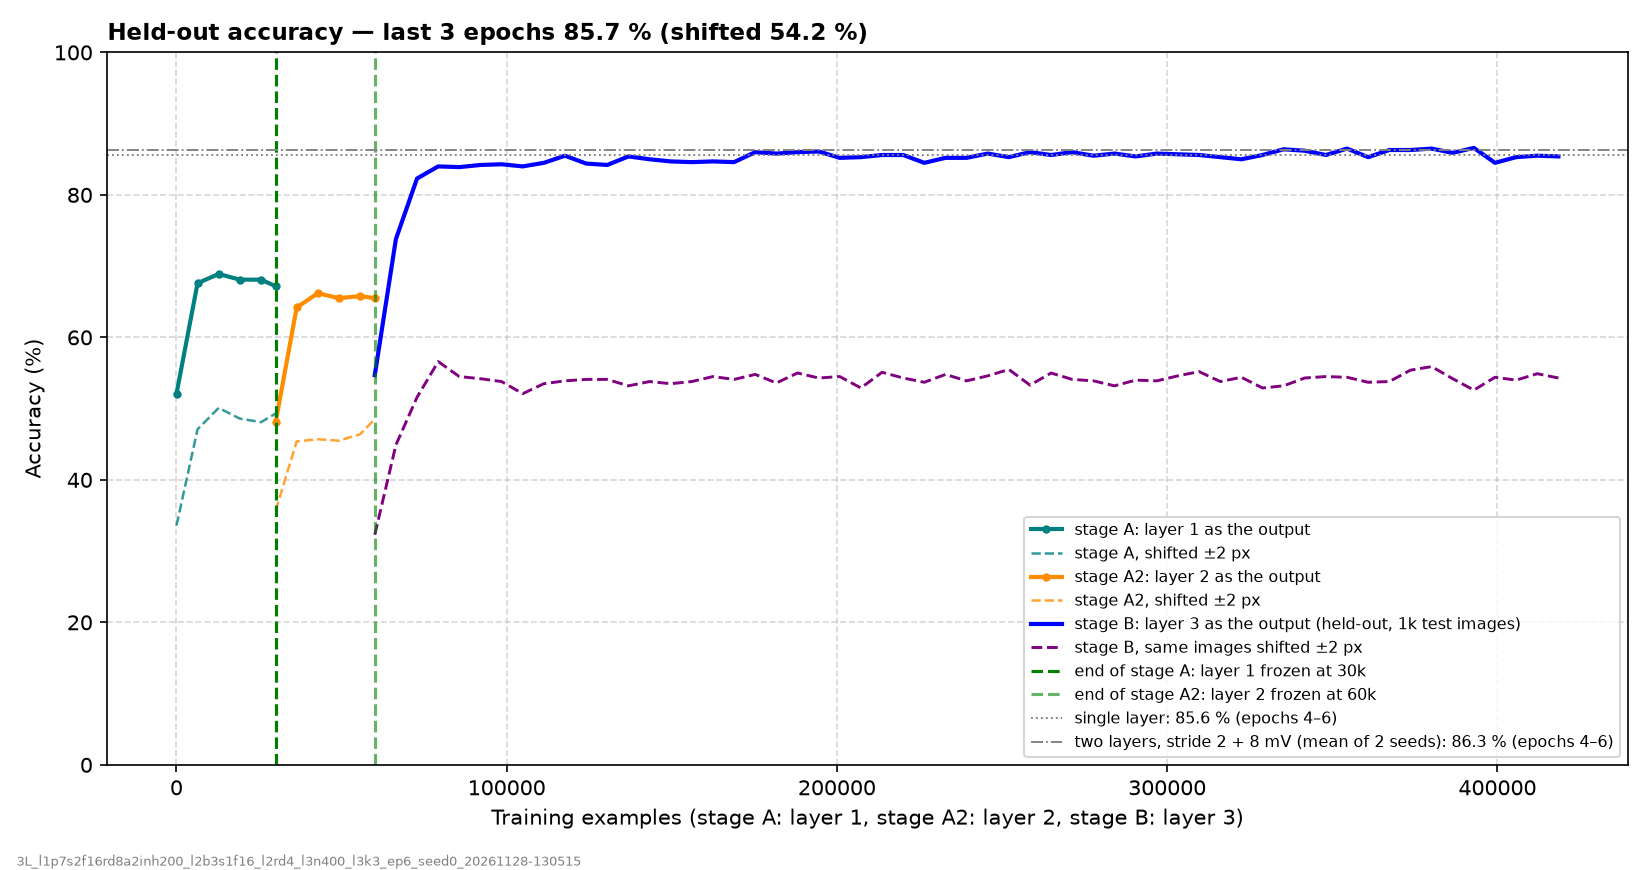 Held-out accuracy — last 3 epochs 85.7 % (shifted 54.2 %)
100
80
60
40
20
0
Accuracy (%)
stage A: layer 1 as the output
stage A, shifted ±2 px
stage A2: layer 2 as the output
stage A2, shifted ±2 px
stage B: layer 3 as the output (held-out, 1k test images)
stage B, same images shifted ±2 px
end of stage A: layer 1 frozen at 30k
end of stage A2: layer 2 frozen at 60k
single layer: 85.6 % (epochs 4–6)
two layers, stride 2 + 8 mV (mean of 2 seeds): 86.3 % (epochs 4–6)
0 100000 200000 300000 400000
Training examples (stage A: layer 1, stage A2: layer 2, stage B: layer 3)
3L_l1p7s2f16rd8a2inh200_l2b3s1f16_l2rd4_l3n400_l3k3_ep6_seed0_20261128-130515